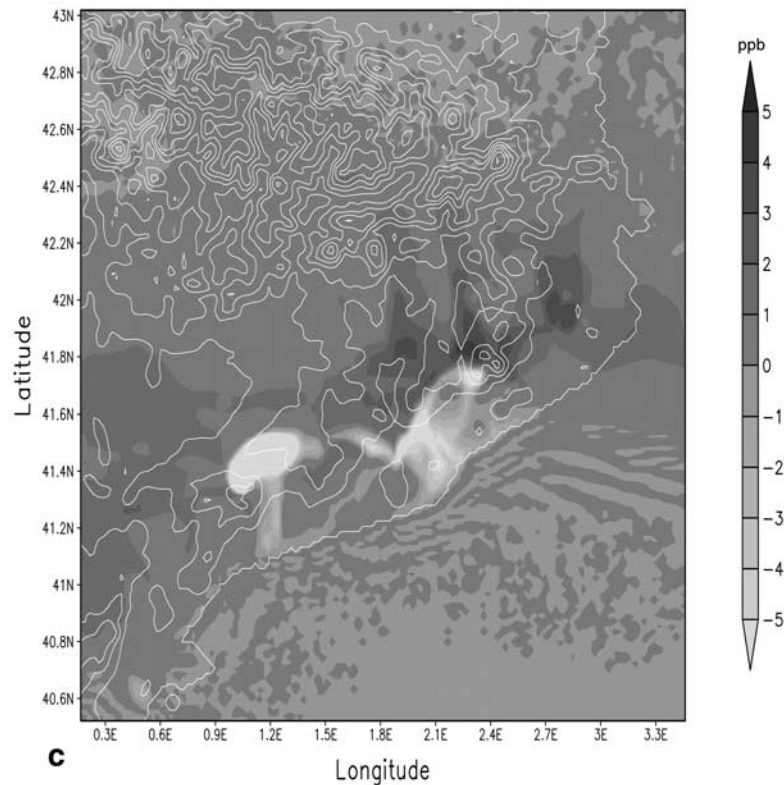 ppb
5
4
3
2
1
0
-1
-2
-3
-4
-5
43N
42.8N
42.6N
42.4N
42.2N
42N
41.8N
41.6N
41.4N
41.2N
41N
40.8N
40.6N
Latitude
0.3E 0.6E 0.9E 1.2E 1.5E 1.8E 2.1E 2.4E 2.7E 3E 3.3E
c
Longitude